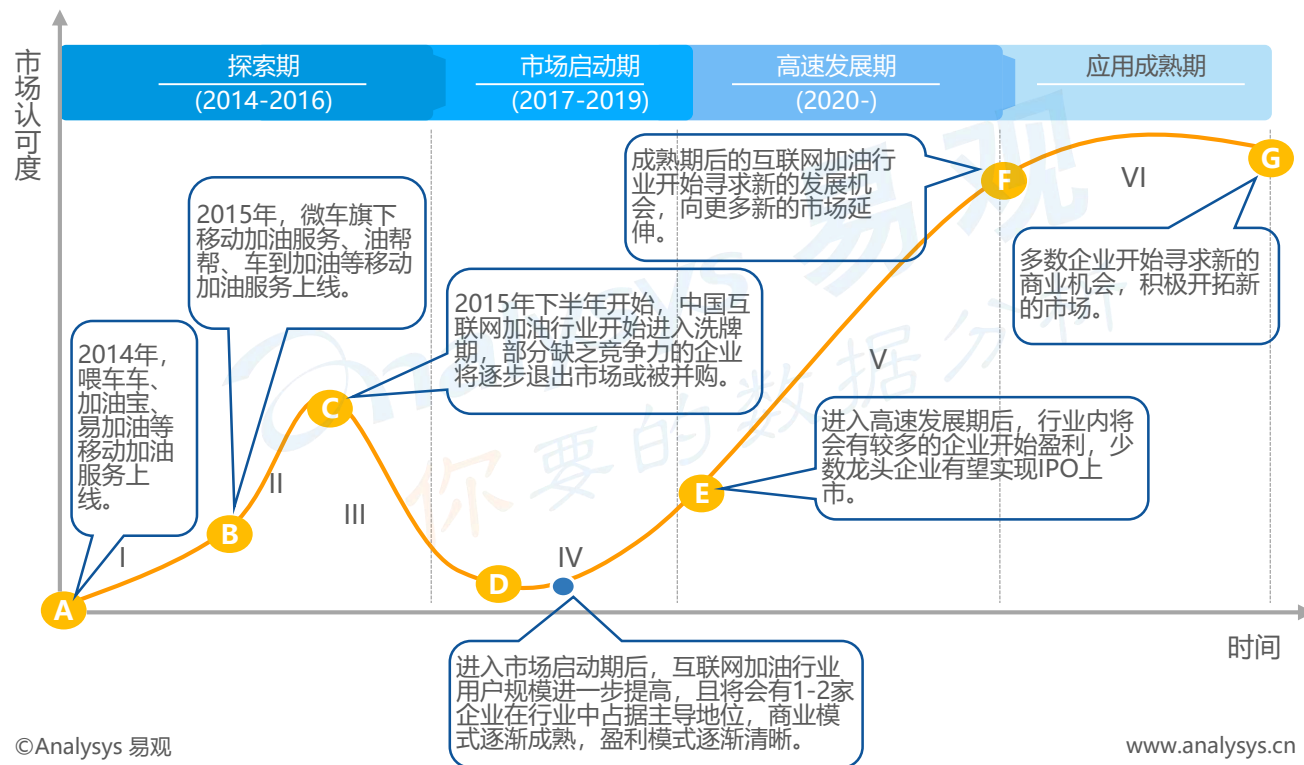 市场认可度
探索期
(2014-2016)
市场启动期
(2017-2019)
高速发展期
(2020-)
应用成熟期
2014年，
喂车车、
加油宝、
易加油等
移动加油
服务上
线。
2015年，微车旗下
移动加油服务、油帮
帮、车到加油等移动
加油服务上线。
2015年下半年开始，中国互
联网加油行业开始进入洗牌
期，部分缺乏竞争力的企业
将逐步退出市场或被并购。
成熟期后的互联网加油行
业开始寻求新的发展机
会，向更多新的市场延
伸。
多数企业开始寻求新的
商业机会，积极开拓新
的市场。
进入高速发展期后，行业内将
会有较多的企业开始盈利，少
数龙头企业有望实现IPO上
市。
进入市场启动期后，互联网加油行业
用户规模进一步提高，且将会有1-2家
企业在行业中占据主导地位，商业模
式逐渐成熟，盈利模式逐渐清晰。
A
B
C
D
E
F
G
I
II
III
IV
V
VI
时间
Analysys 易观
你要的数据分析
©Analysys 易观
www.analysys.cn